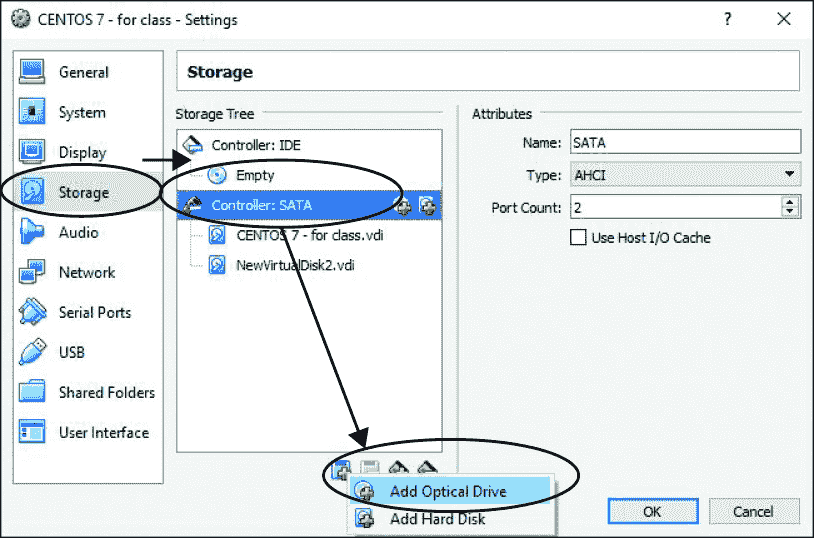 CENTOS 7 - for class - Settings
?
General
System
Display
Storage
Audio
Network
Serial Ports
USB
Shared Folders
User Interface
Storage
Storage Tree
Controller: IDE
Empty
Controller: SATA
CENTOS 7 - for class.vdi
NewVirtualDisk2.vdi
Add Optical Drive
Add Hard Disk
Attributes
Name: SATA
Type: AHCI
Port Count: 2
Use Host I/O Cache
OK
Cancel